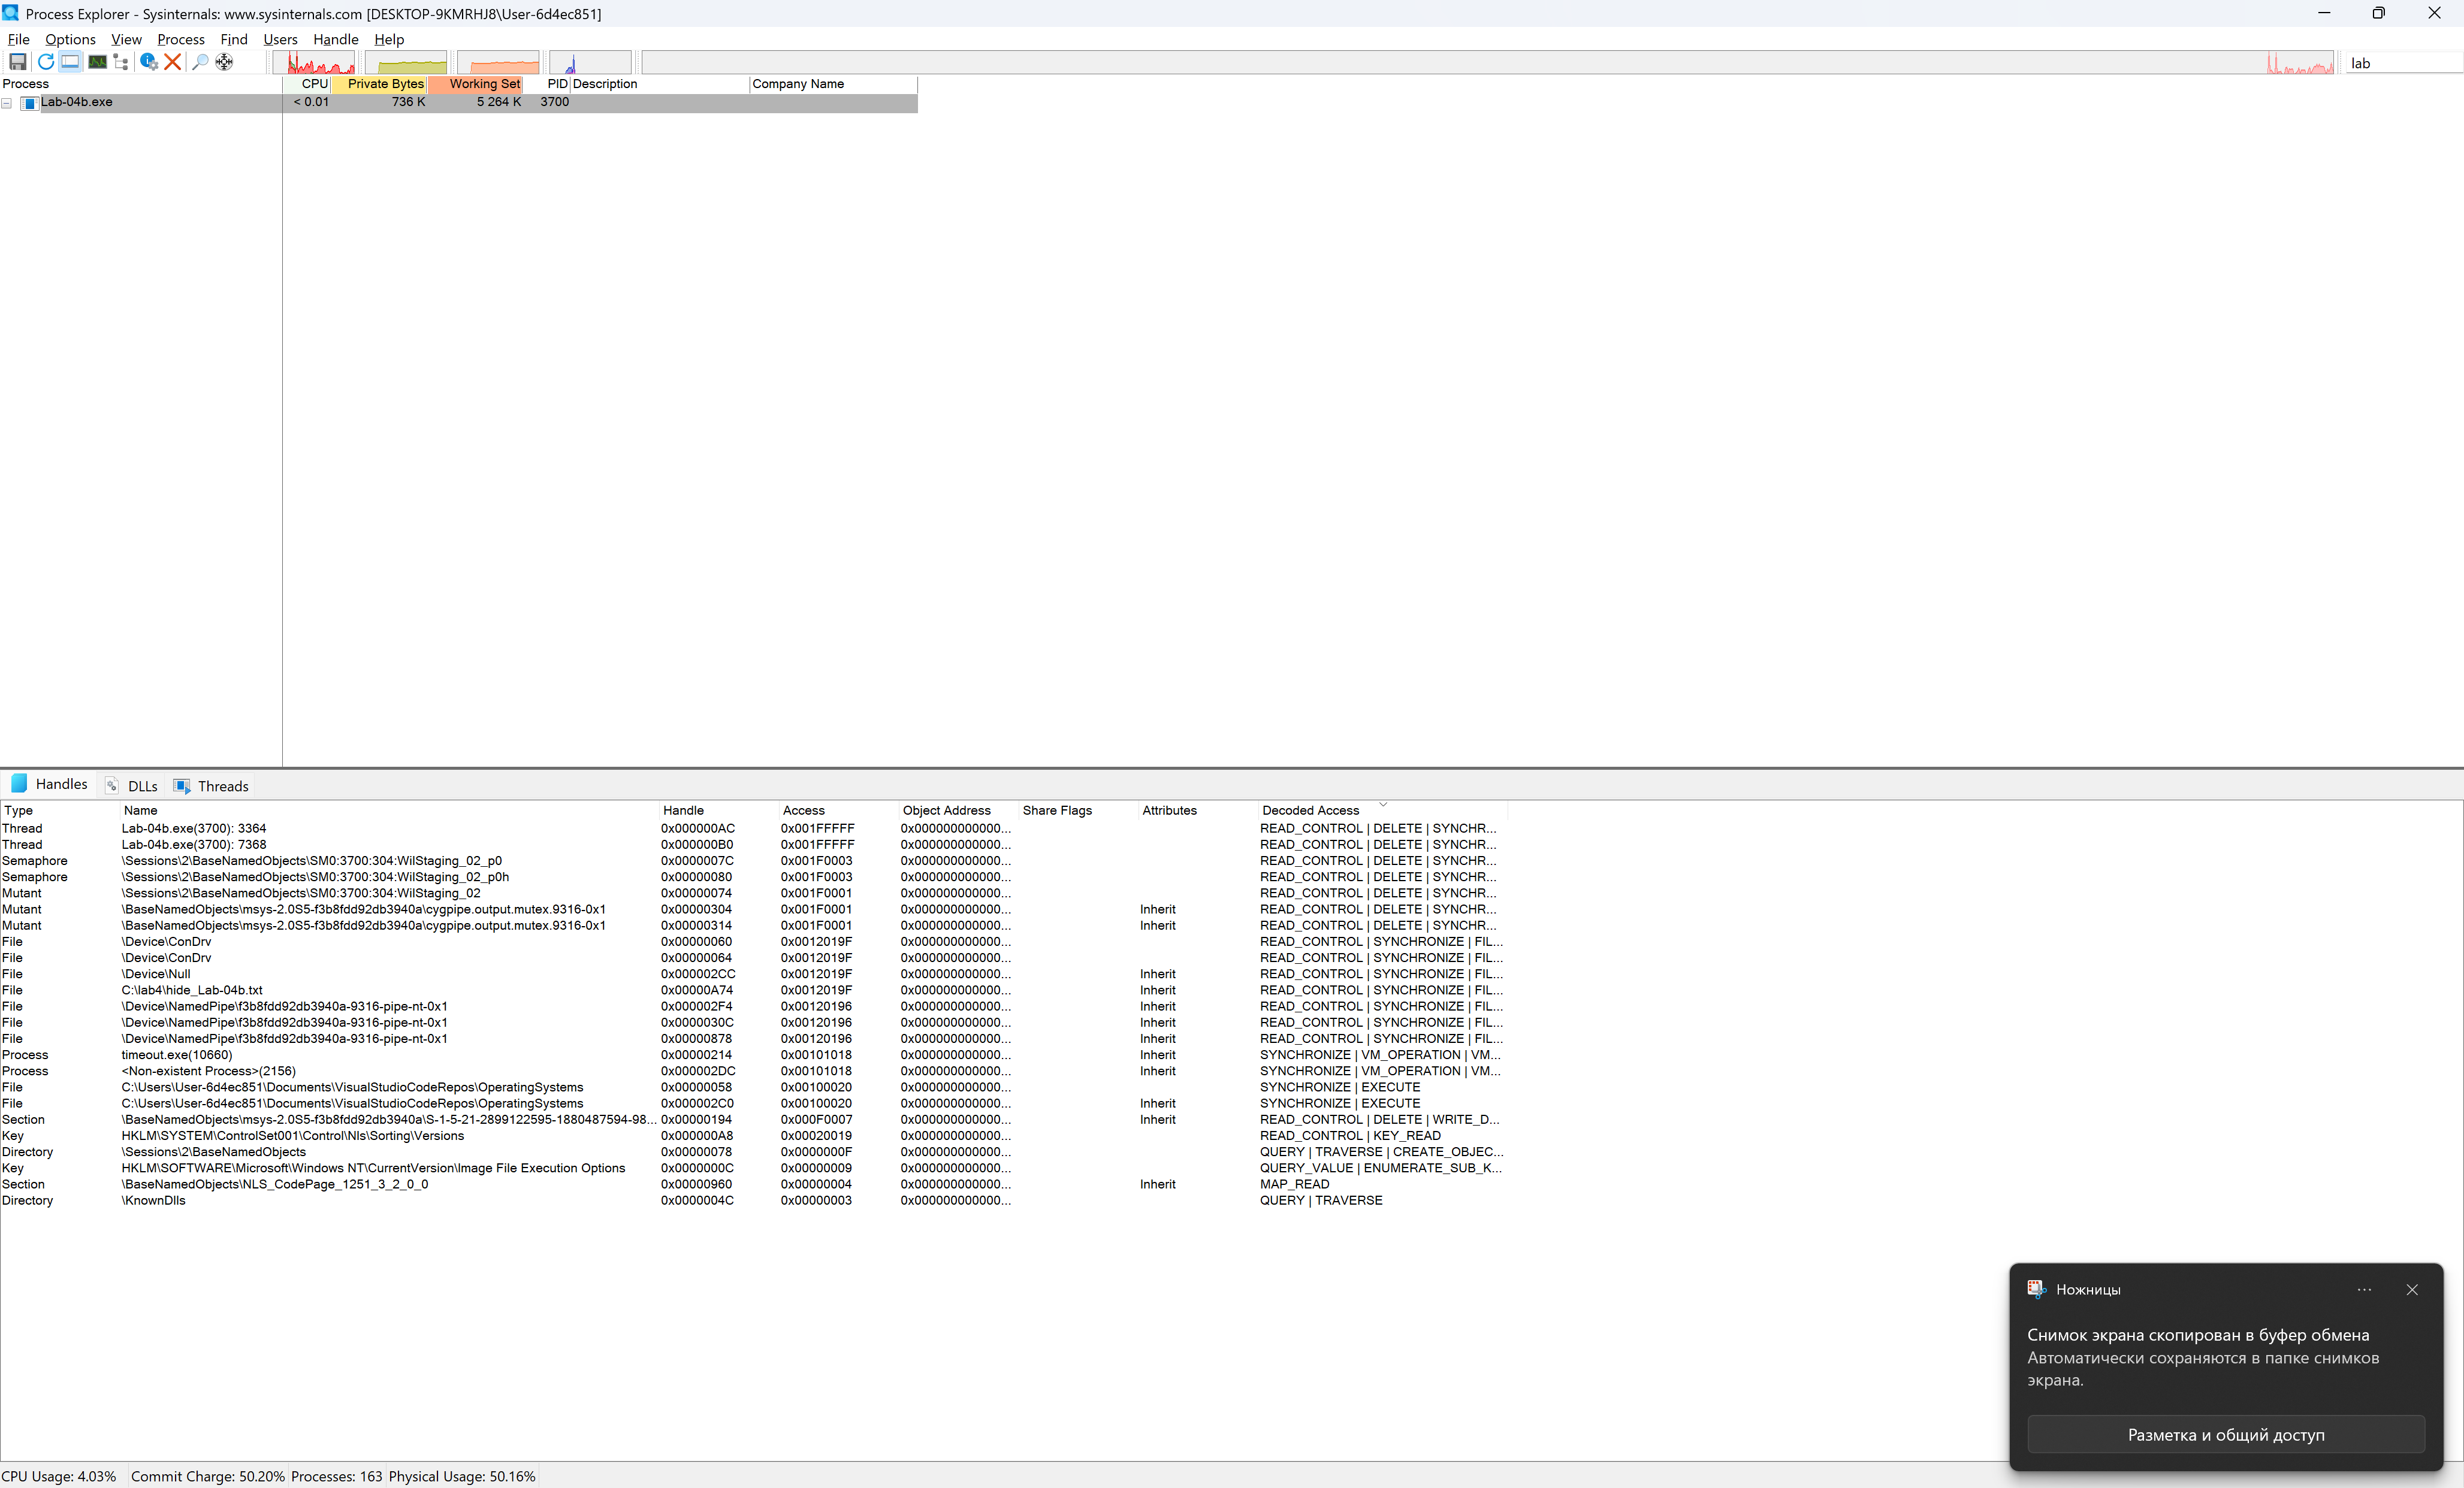 Process Explorer - Sysinternals: www.sysinternals.com [DESKTOP-9KMRHJ8\User-6d4ec851]
File Options View Process Find Users Handle Help
lab
Process CPU Private Bytes Working Set PID Description Company Name
Lab-04b.exe < 0.01 736 K 5 264 K 3700
Handles DLLs Threads
Type Name Handle Access Object Address Share Flags Attributes Decoded Access
Thread Lab-04b.exe(3700): 3364 0x000000AC 0x001FFFFF 0x000000000000... READ_CONTROL | DELETE | SYNCHR...
Thread Lab-04b.exe(3700): 7368 0x000000B0 0x001FFFFF 0x000000000000... READ_CONTROL | DELETE | SYNCHR...
Semaphore \Sessions\2\BaseNamedObjects\SM0:3700:304:WilStaging_02_p0 0x0000007C 0x001F0003 0x000000000000... READ_CONTROL | DELETE | SYNCHR...
Semaphore \Sessions\2\BaseNamedObjects\SM0:3700:304:WilStaging_02_p0h 0x00000080 0x001F0003 0x000000000000... READ_CONTROL | DELETE | SYNCHR...
Mutant \Sessions\2\BaseNamedObjects\SM0:3700:304:WilStaging_02 0x00000074 0x001F0001 0x000000000000... READ_CONTROL | DELETE | SYNCHR...
Mutant \BaseNamedObjects\msys-2.0S5-f3b8fdd92db3940a\cygpipe.output.mutex.9316-0x1 0x00000304 0x001F0001 0x000000000000... Inherit READ_CONTROL | DELETE | SYNCHR...
Mutant \BaseNamedObjects\msys-2.0S5-f3b8fdd92db3940a\cygpipe.output.mutex.9316-0x1 0x00000314 0x001F0001 0x000000000000... Inherit READ_CONTROL | DELETE | SYNCHR...
File \Device\ConDrv 0x00000060 0x0012019F 0x000000000000... READ_CONTROL | SYNCHRONIZE | FIL...
File \Device\ConDrv 0x00000064 0x0012019F 0x000000000000... READ_CONTROL | SYNCHRONIZE | FIL...
File \Device\Null 0x000002CC 0x0012019F 0x000000000000... Inherit READ_CONTROL | SYNCHRONIZE | FIL...
File C:\lab4\hide_Lab-04b.txt 0x00000A74 0x0012019F 0x000000000000... Inherit READ_CONTROL | SYNCHRONIZE | FIL...
File \Device\NamedPipe\f3b8fdd92db3940a-9316-pipe-nt-0x1 0x000002F4 0x00120196 0x000000000000... Inherit READ_CONTROL | SYNCHRONIZE | FIL...
File \Device\NamedPipe\f3b8fdd92db3940a-9316-pipe-nt-0x1 0x0000030C 0x00120196 0x000000000000... Inherit READ_CONTROL | SYNCHRONIZE | FIL...
File \Device\NamedPipe\f3b8fdd92db3940a-9316-pipe-nt-0x1 0x00000878 0x00120196 0x000000000000... Inherit READ_CONTROL | SYNCHRONIZE | FIL...
Process timeout.exe(10660) 0x00000214 0x00101018 0x000000000000... Inherit SYNCHRONIZE | VM_OPERATION | VM...
Process <Non-existent Process>(2156) 0x000002DC 0x00101018 0x000000000000... Inherit SYNCHRONIZE | VM_OPERATION | VM...
File C:\Users\User-6d4ec851\Documents\VisualStudioCodeRepos\OperatingSystems 0x00000058 0x00100020 0x000000000000... SYNCHRONIZE | EXECUTE
File C:\Users\User-6d4ec851\Documents\VisualStudioCodeRepos\OperatingSystems 0x000002C0 0x00100020 0x000000000000... Inherit SYNCHRONIZE | EXECUTE
Section \BaseNamedObjects\msys-2.0S5-f3b8fdd92db3940a\S-1-5-21-2899122595-1880487594-98... 0x00000194 0x000F0007 0x000000000000... Inherit READ_CONTROL | DELETE | WRITE_D...
Key HKLM\SYSTEM\ControlSet001\Control\Nls\Sorting\Versions 0x000000A8 0x00020019 0x000000000000... READ_CONTROL | KEY_READ
Directory \Sessions\2\BaseNamedObjects 0x00000078 0x0000000F 0x000000000000... QUERY | TRAVERSE | CREATE_OBJEC...
Key HKLM\SOFTWARE\Microsoft\Windows NT\CurrentVersion\Image File Execution Options 0x0000000C 0x00000009 0x000000000000... QUERY_VALUE | ENUMERATE_SUB_K...
Section \BaseNamedObjects\NLS_CodePage_1251_3_2_0_0 0x00000960 0x00000004 0x000000000000... Inherit MAP_READ
Directory \KnownDlls 0x0000004C 0x00000003 0x000000000000... QUERY | TRAVERSE
Ножницы
Снимок экрана скопирован в буфер обмена
Автоматически сохраняются в папке снимков
экрана.
Разметка и общий доступ
CPU Usage: 4.03% Commit Charge: 50.20% Processes: 163 Physical Usage: 50.16%